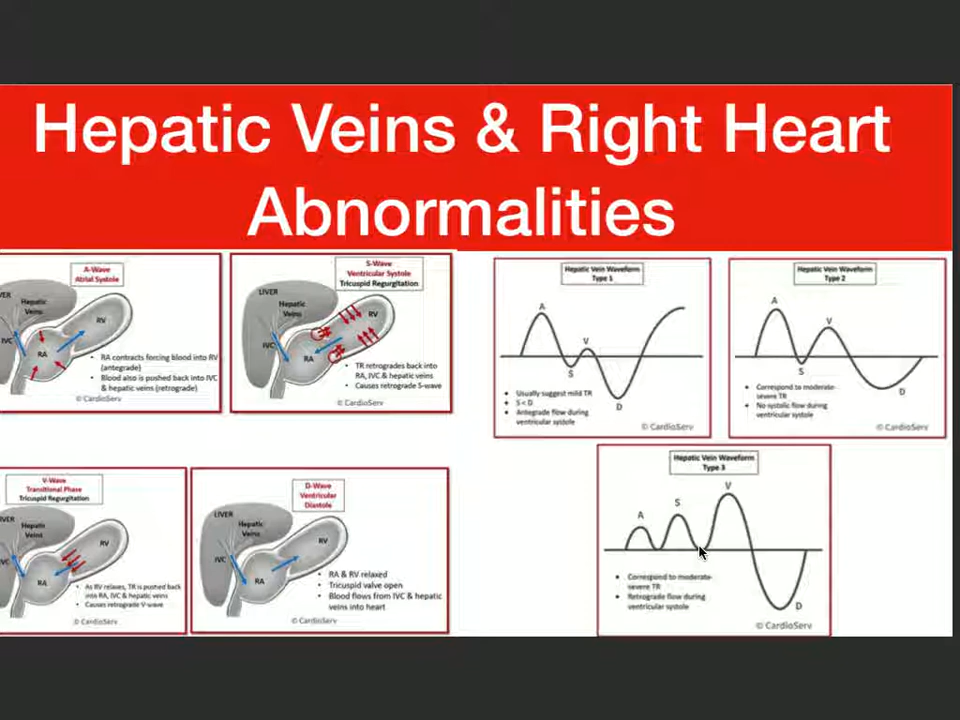 Hepatic Veins & Right Heart
Abnormalities
A-Wave
Atrial Systole
Hepatic
Veins
RV
IVC
RA
• RA contracts forcing blood into RV
(antegrade)
• Blood also is pushed back into IVC
& hepatic veins (retrograde)
© CardioServ
S-Wave
Ventricular Systole
Tricuspid Regurgitation
LIVER
Hepatic
Veins
RV
IVC
RA
• TR retrogrades back into
RA, IVC & hepatic veins
• Causes retrograde S-wave
© CardioServ
Hepatic Vein Waveform
Type 1
A
V
S
D
• Usually suggest mild TR
• S < D
• Antegrade flow during
ventricular systole
© CardioServ
Hepatic Vein Waveform
Type 2
A
V
S
D
• Correspond to moderate-
severe TR
• No systolic flow during
ventricular systole
© CardioServ
V-Wave
Transitional Phase
Tricuspid Regurgitation
LIVER
Hepatic
Veins
RV
RA
• As RV relaxes, TR is pushed back
into RA, IVC & hepatic veins
• Causes retrograde V-wave
© CardioServ
D-Wave
Ventricular
Diastole
LIVER
Hepatic
Veins
RV
IVC
RA
• RA & RV relaxed
• Tricuspid valve open
• Blood flows from IVC & hepatic
veins into heart
© CardioServ
Hepatic Vein Waveform
Type 3
A
S
V
D
• Correspond to moderate-
severe TR
• Retrograde flow during
ventricular systole
© CardioServ